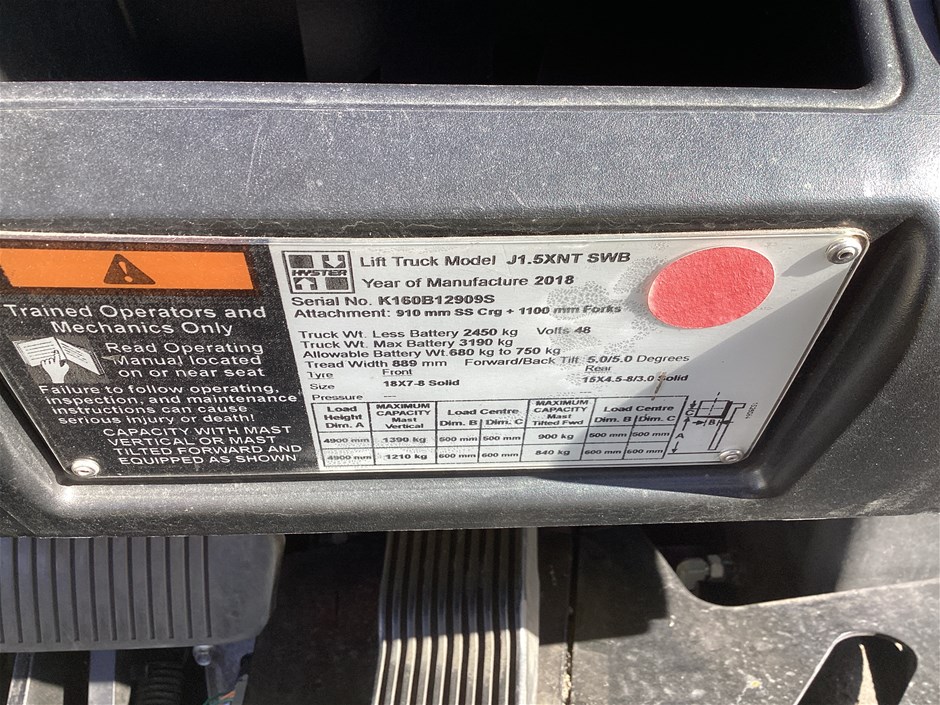 Trained Operators and
Mechanics Only
Read Operating
Manual located
on or near seat
Failure to follow operating,
inspection, and maintenance
instructions can cause
serious injury or death!
CAPACITY WITH MAST
VERTICAL OR MAST
TILTED FORWARD AND
EQUIPPED AS SHOWN
HYSTER
Lift Truck Model J1.5XNT SWB
Year of Manufacture 2018
Serial No. K160B12909S
Attachment: 910 mm SS Crg + 1100 mm Forks
Truck Wt. Less Battery 2450 kg Volts 48
Truck Wt. Max Battery 3190 kg
Allowable Battery Wt. 680 kg to 750 kg
Tread Width 889 mm Forward/Back Tilt 5.0/5.0 Degrees
Tyre Front Rear
Size 18X7-8 Solid 15X4.5-8/3.0 Solid
Pressure --- ---
Load Height Dim. A MAXIMUM CAPACITY Mast Vertical Load Centre Dim. B Dim. C MAXIMUM CAPACITY Mast Tilted Fwd Load Centre Dim. B Dim. C
4900 mm 1390 kg 500 mm 500 mm 900 kg 500 mm 500 mm
4900 mm 1210 kg 600 mm 600 mm 840 kg 600 mm 600 mm
C
B
A